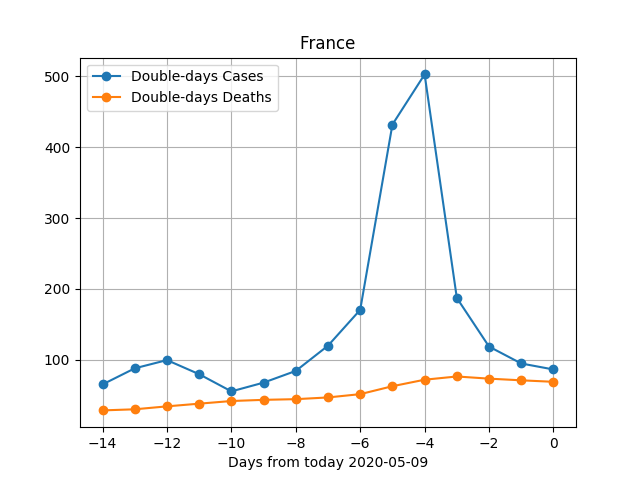 France
Double-days Cases
Double-days Deaths
500
400
300
200
100
−14 −12 −10 −8 −6 −4 −2 0
Days from today 2020-05-09